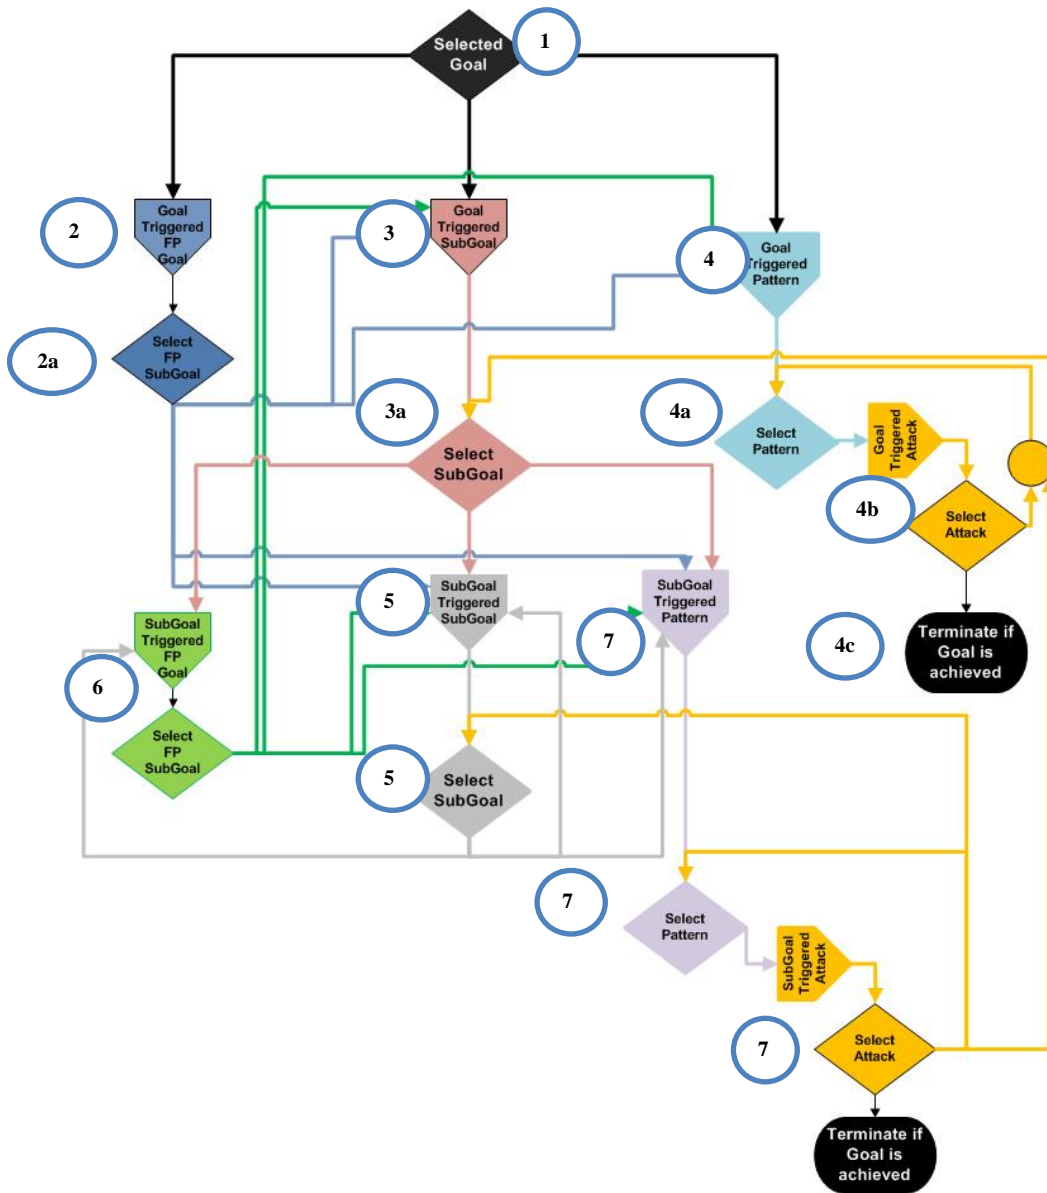 Selected
Goal
1
2
Goal
Triggered
FP
Goal
3
Goal
Triggered
SubGoal
4
Goal
Triggered
Pattern
2a
Select
FP
SubGoal
3a
Select
SubGoal
4a
Select
Pattern
Goal
Triggered
Attack
4b
Select
Attack
4c
Terminate if
Goal is
achieved
5
SubGoal
Triggered
SubGoal
7
SubGoal
Triggered
Pattern
6
SubGoal
Triggered
FP
Goal
Select
FP
SubGoal
5
Select
SubGoal
7
Select
Pattern
SubGoal
Triggered
Attack
7
Select
Attack
Terminate if
Goal is
achieved